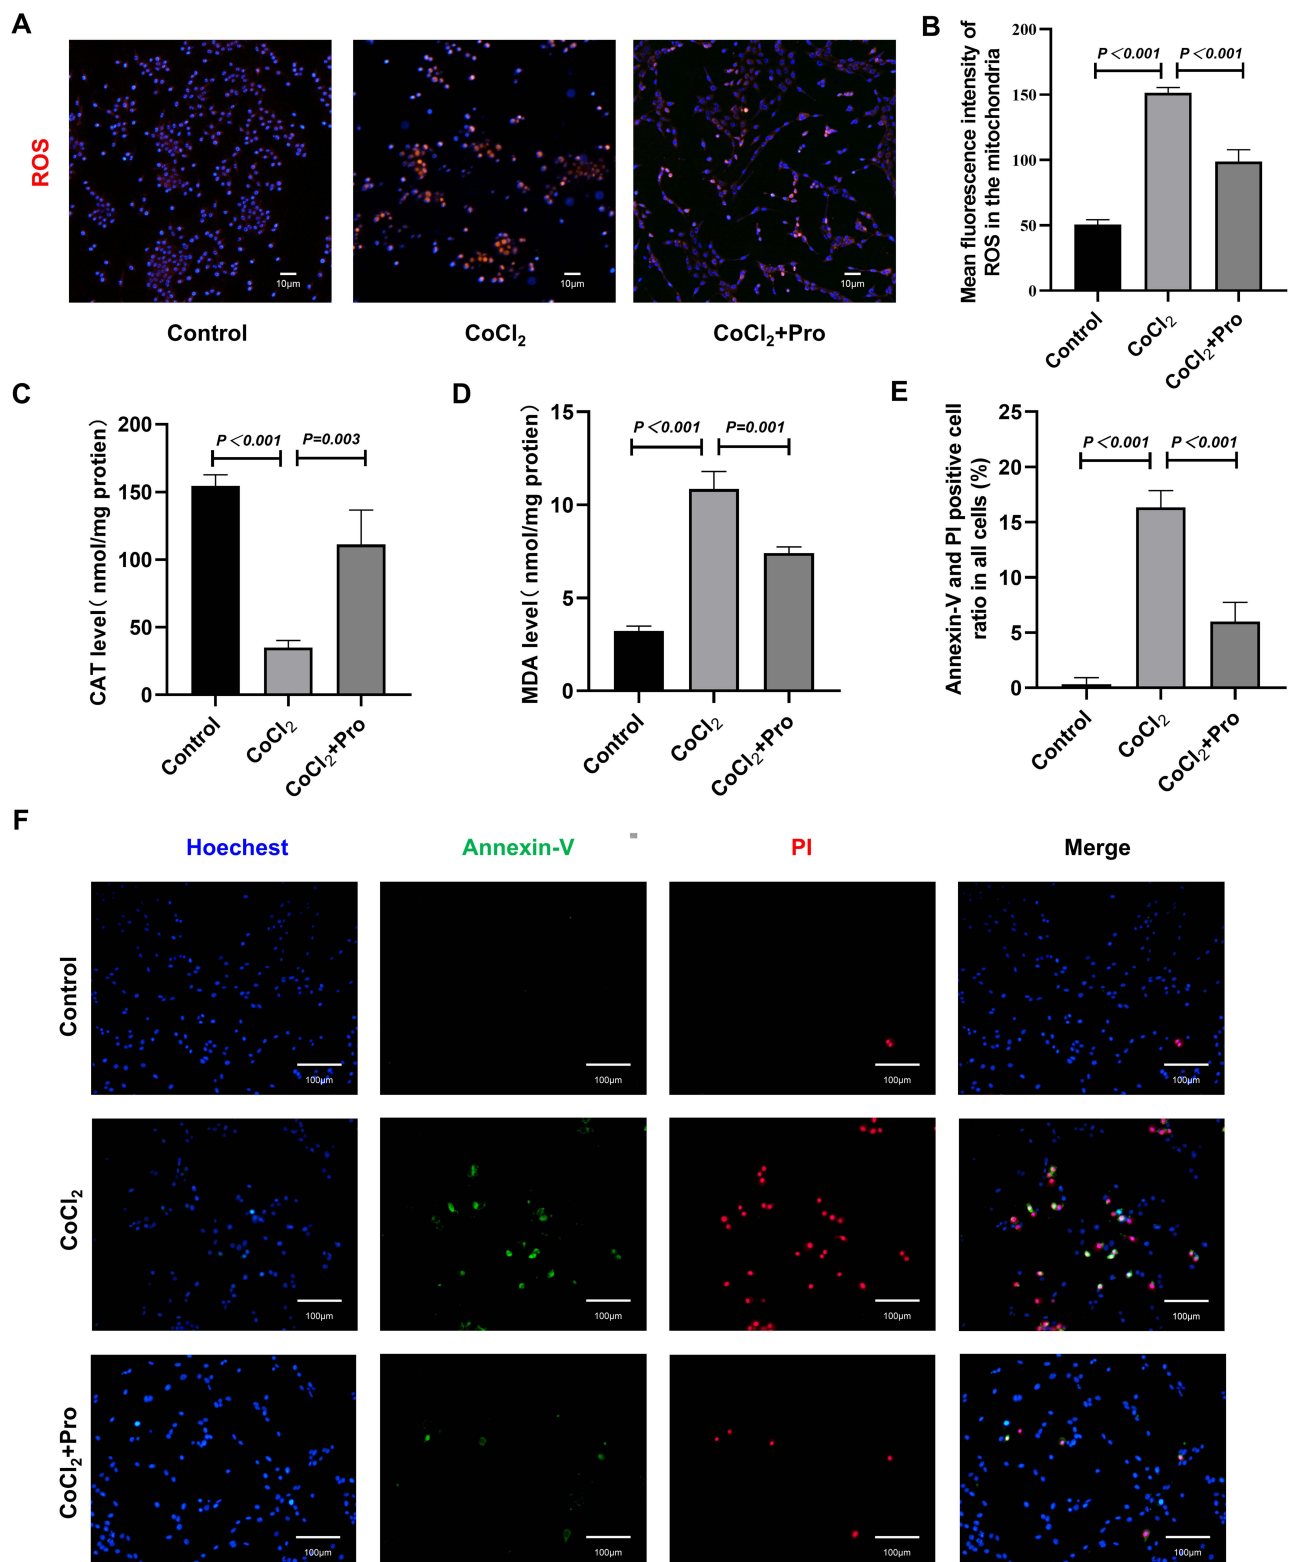 A
ROS
10μm
10μm
10μm
Control
CoCl₂
CoCl₂+Pro
B
Mean fluorescence intensity of
ROS in the mitochondria
200
150
100
50
0
P＜0.001
P＜0.001
Control
CoCl₂
CoCl₂+Pro
C
CAT level（nmol/mg protien）
200
150
100
50
0
P＜0.001
P=0.003
Control
CoCl₂
CoCl₂+Pro
D
MDA level（nmol/mg protien）
15
10
5
0
P＜0.001
P=0.001
Control
CoCl₂
CoCl₂+Pro
E
Annexin-V and PI positive cell
ratio in all cells (%)
25
20
15
10
5
0
P＜0.001
P＜0.001
Control
CoCl₂
CoCl₂+Pro
F
Hoechest
Annexin-V
PI
Merge
Control
100μm
100μm
100μm
100μm
CoCl₂
100μm
100μm
100μm
100μm
CoCl₂+Pro
100μm
100μm
100μm
100μm